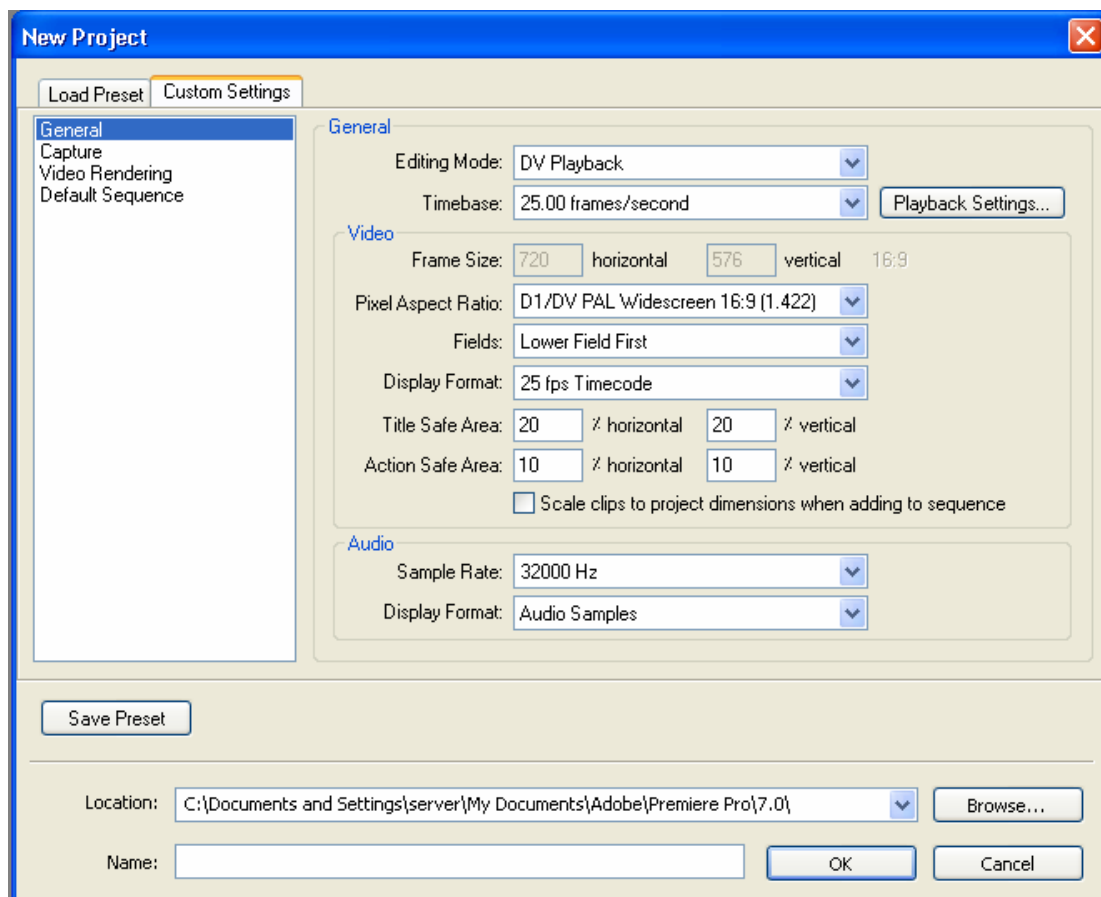 New Project
Load Preset Custom Settings
General
Capture
Video Rendering
Default Sequence
General
Editing Mode: DV Playback
Timebase: 25.00 frames/second Playback Settings...
Video
Frame Size: 720 horizontal 576 vertical 16:9
Pixel Aspect Ratio: D1/DV PAL Widescreen 16:9 (1.422)
Fields: Lower Field First
Display Format: 25 fps Timecode
Title Safe Area: 20 % horizontal 20 % vertical
Action Safe Area: 10 % horizontal 10 % vertical
Scale clips to project dimensions when adding to sequence
Audio
Sample Rate: 32000 Hz
Display Format: Audio Samples
Save Preset
Location: C:\Documents and Settings\server\My Documents\Adobe\Premiere Pro\7.0\ Browse...
Name: OK Cancel